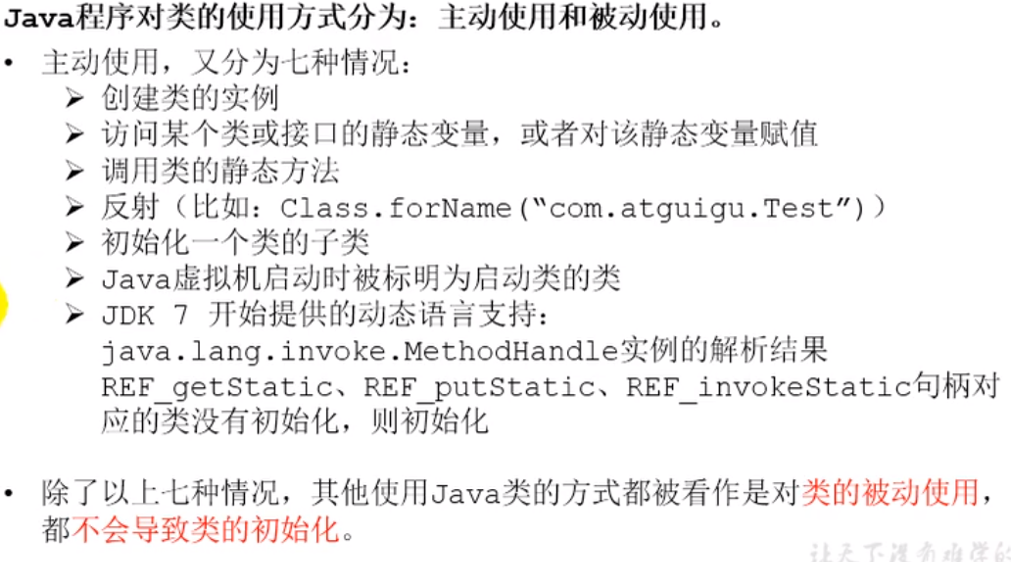 Java程序对类的使用方式分为：主动使用和被动使用。
• 主动使用，又分为七种情况：
➢ 创建类的实例
➢ 访问某个类或接口的静态变量，或者对该静态变量赋值
➢ 调用类的静态方法
➢ 反射（比如：Class.forName(“com.atguigu.Test”)）
➢ 初始化一个类的子类
➢ Java虚拟机启动时被标明为启动类的类
➢ JDK 7 开始提供的动态语言支持：
java.lang.invoke.MethodHandle实例的解析结果
REF_getStatic、REF_putStatic、REF_invokeStatic句柄对
应的类没有初始化，则初始化
• 除了以上七种情况，其他使用Java类的方式都被看作是对类的被动使用，
都不会导致类的初始化。
让天下没有难学的